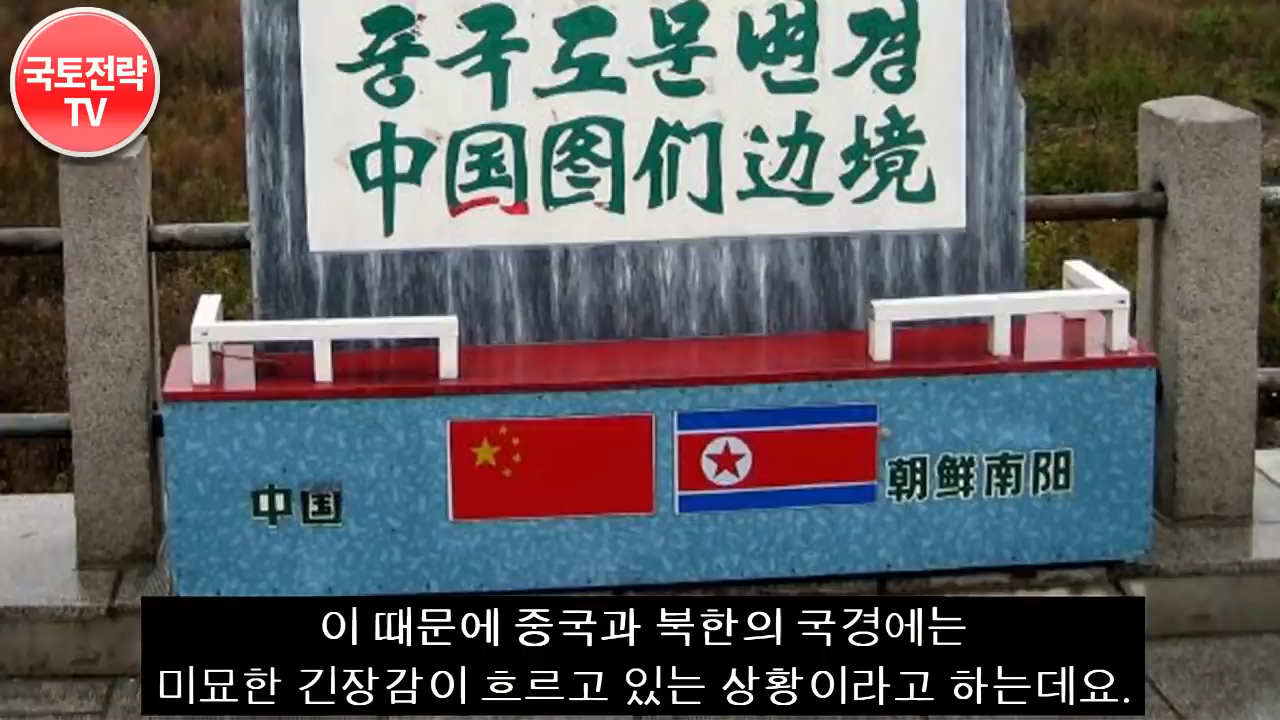 국토전략
TV
중국도문변경
中国图们边境
中国
朝鲜南阳
이 때문에 중국과 북한의 국경에는
미묘한 긴장감이 흐르고 있는 상황이라고 하는데요.